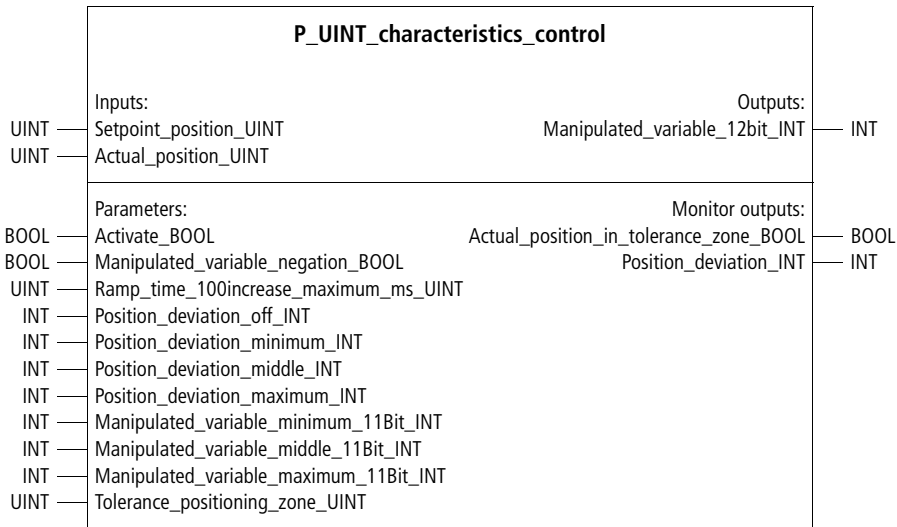 P_UINT_characteristics_control
Inputs: Outputs:
UINT Setpoint_position_UINT Manipulated_variable_12bit_INT INT
UINT Actual_position_UINT
Parameters: Monitor outputs:
BOOL Activate_BOOL Actual_position_in_tolerance_zone_BOOL BOOL
BOOL Manipulated_variable_negation_BOOL Position_deviation_INT INT
UINT Ramp_time_100increase_maximum_ms_UINT
INT Position_deviation_off_INT
INT Position_deviation_minimum_INT
INT Position_deviation_middle_INT
INT Position_deviation_maximum_INT
INT Manipulated_variable_minimum_11Bit_INT
INT Manipulated_variable_middle_11Bit_INT
INT Manipulated_variable_maximum_11Bit_INT
UINT Tolerance_positioning_zone_UINT